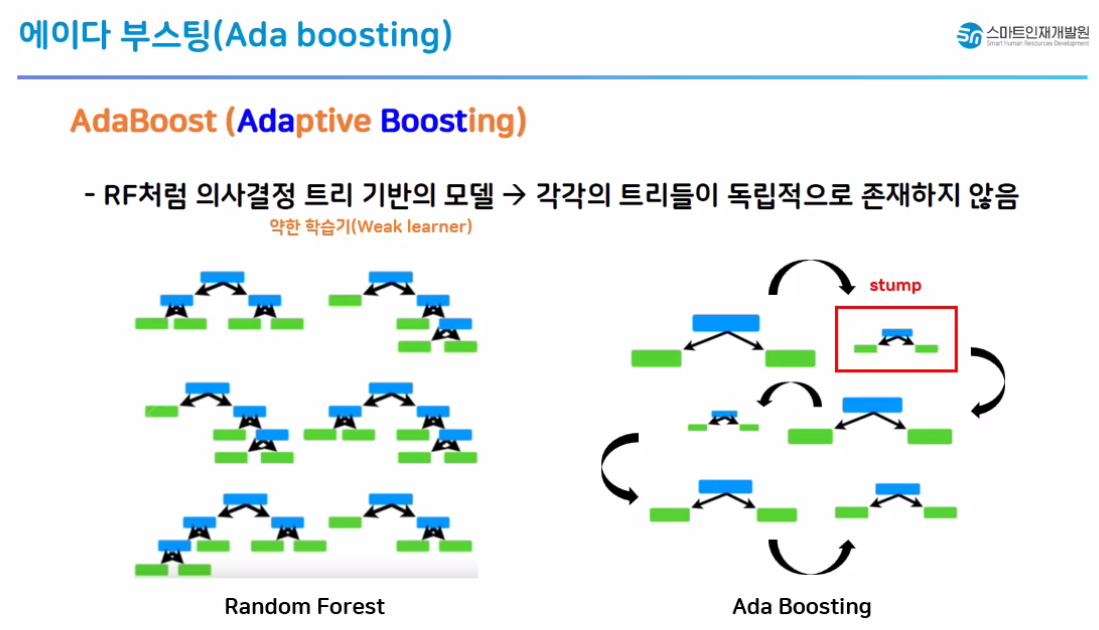 에이다 부스팅(Ada boosting)
스마트인재개발원
Smart Human Resources Development
AdaBoost (Adaptive Boosting)
- RF처럼 의사결정 트리 기반의 모델 → 각각의 트리들이 독립적으로 존재하지 않음
약한 학습기(Weak learner)
stump
Random Forest
Ada Boosting